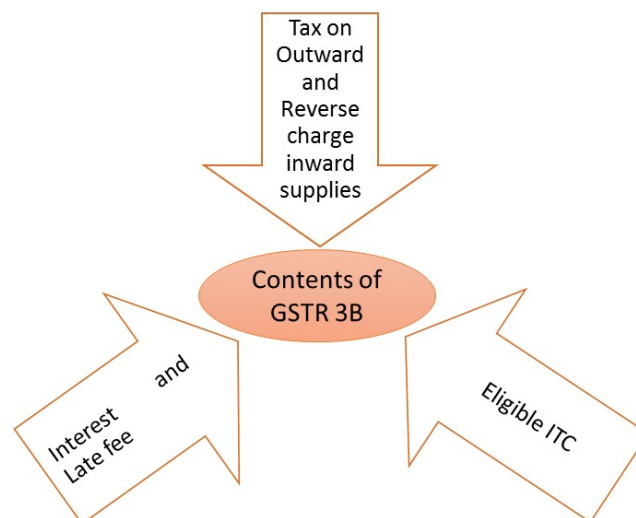 Tax on
Outward
and
Reverse
charge
inward
supplies
Contents of
GSTR 3B
Interest and
Late fee
Eligible ITC